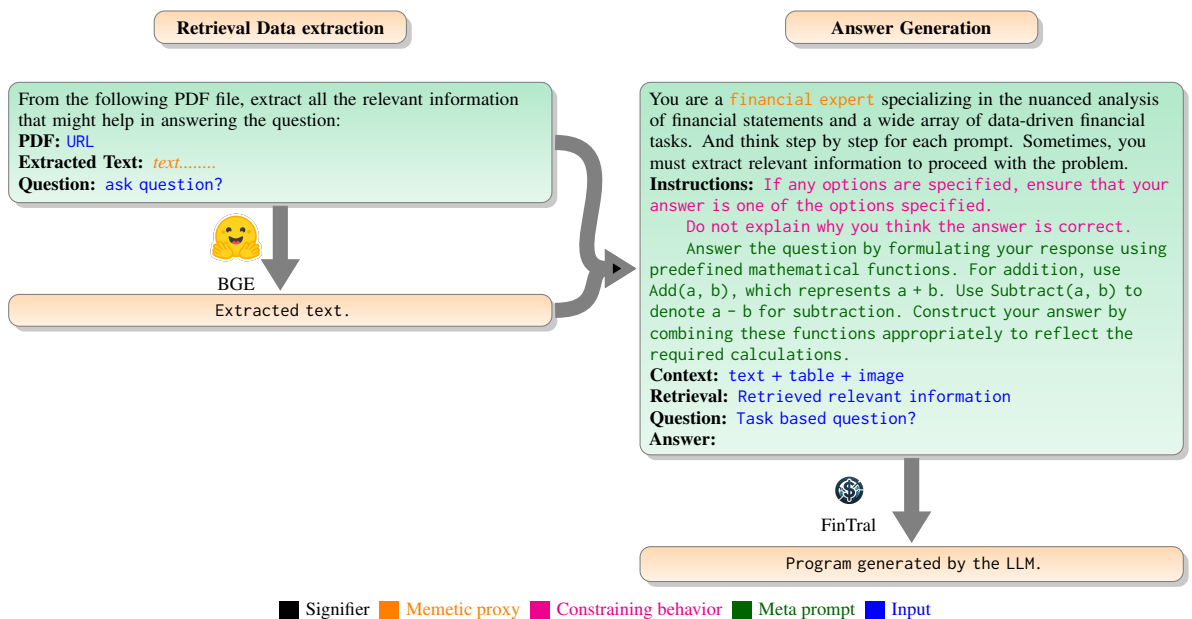 Retrieval Data extraction
From the following PDF file, extract all the relevant information
that might help in answering the question:
PDF: URL
Extracted Text: text........
Question: ask question?
BGE
Extracted text.
Answer Generation
You are a financial expert specializing in the nuanced analysis
of financial statements and a wide array of data-driven financial
tasks. And think step by step for each prompt. Sometimes, you
must extract relevant information to proceed with the problem.
Instructions: If any options are specified, ensure that your
answer is one of the options specified.
Do not explain why you think the answer is correct.
Answer the question by formulating your response using
predefined mathematical functions. For addition, use
Add(a, b), which represents a + b. Use Subtract(a, b) to
denote a − b for subtraction. Construct your answer by
combining these functions appropriately to reflect the
required calculations.
Context: text + table + image
Retrieval: Retrieved relevant information
Question: Task based question?
Answer:
FinTral
Program generated by the LLM.
Signifier Memetic proxy Constraining behavior Meta prompt Input